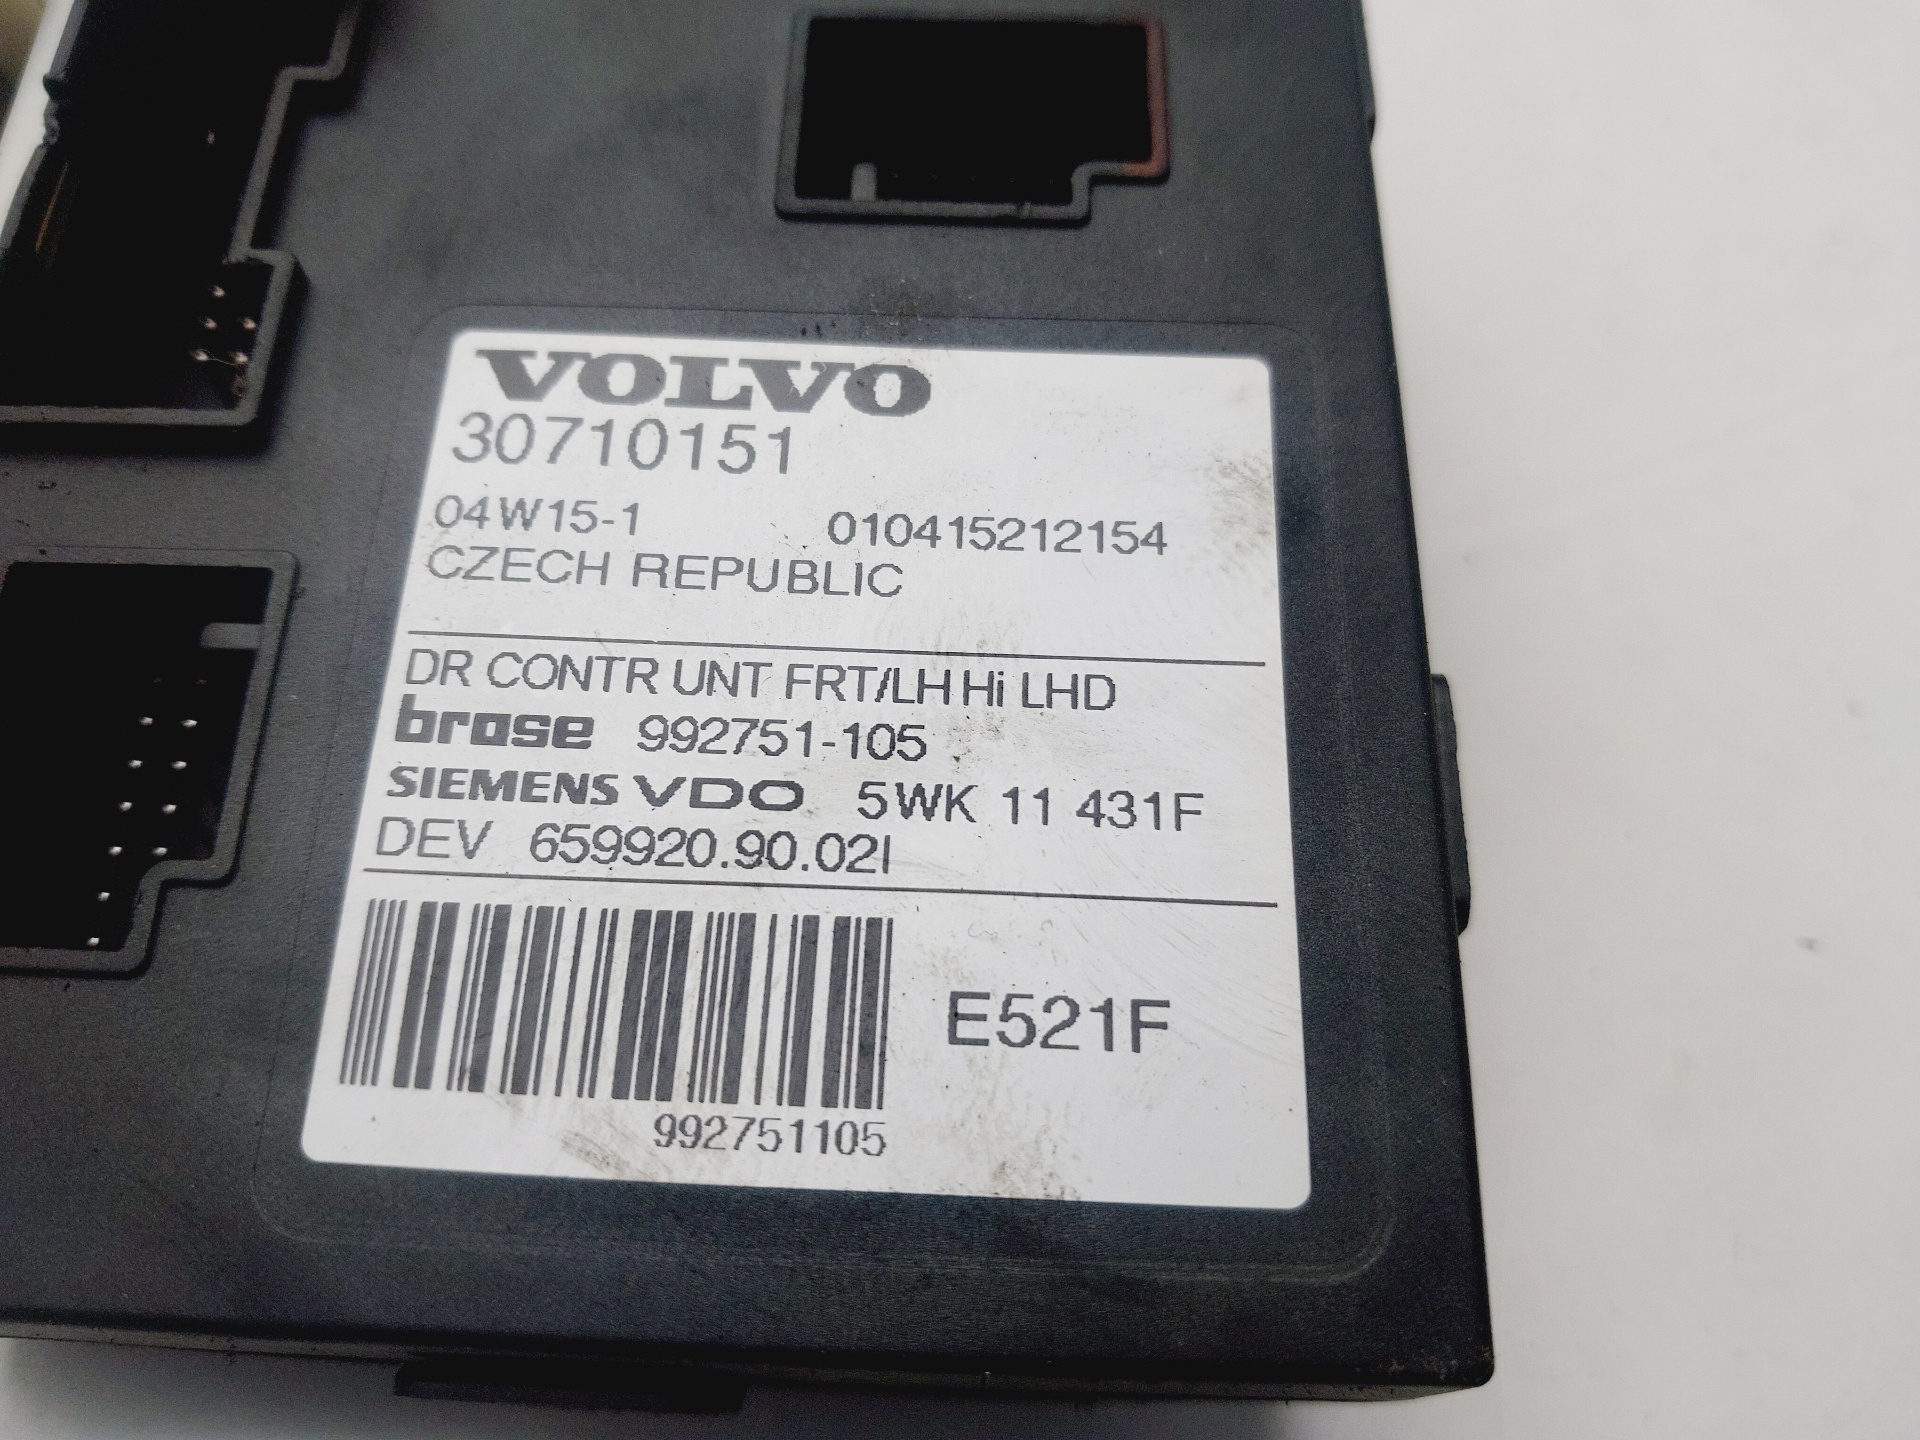 VOLVO
30710151
04W15-1 010415212154
CZECH REPUBLIC
DR CONTR UNT FRT/LH Hi LHD
brose 992751-105
SIEMENS VDO 5WK 11 431F
DEV 659920.90.02I
E521F
992751105